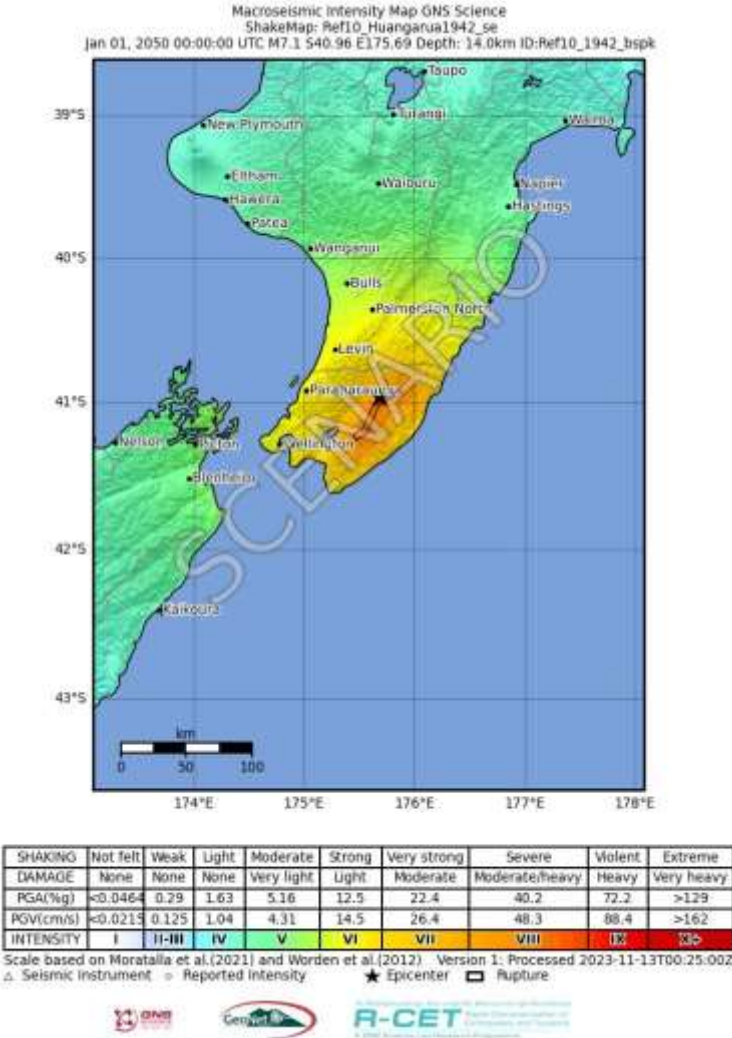 Macroseismic Intensity Map GNS Science
ShakeMap: Ref10_Huangarua1942_se
Jan 01, 2050 00:00:00 UTC M7.1 S40.96 E175.69 Depth: 14.0km ID:Ref10_1942_bspk
Taupo
39°S
Turangi
Wairoa
New Plymouth
Eltham
Waiouru
Napier
Hawera
Hastings
Patea
Wanganui
40°S
Bulls
Palmerston North
Levin
Paraparaumu
41°S
Nelson
Picton
Wellington
Blenheim
SCENARIO
42°S
Kaikoura
43°S
km
0 50 100
174°E 175°E 176°E 177°E 178°E
SHAKING Not felt Weak Light Moderate Strong Very strong Severe Violent Extreme
DAMAGE None None None Very light Light Moderate Moderate/heavy Heavy Very heavy
PGA(%g) <0.0464 0.29 1.63 5.16 12.5 22.4 40.2 72.2 >129
PGV(cm/s) <0.0215 0.125 1.04 4.31 14.5 26.4 48.3 88.4 >162
INTENSITY I II-III IV V VI VII VIII IX X+
Scale based on Moratalla et al.(2021) and Worden et al.(2012) Version 1: Processed 2023-11-13T00:25:00Z
△ Seismic Instrument ○ Reported Intensity ★ Epicenter □ Rupture
GNS GeoNet R-CET